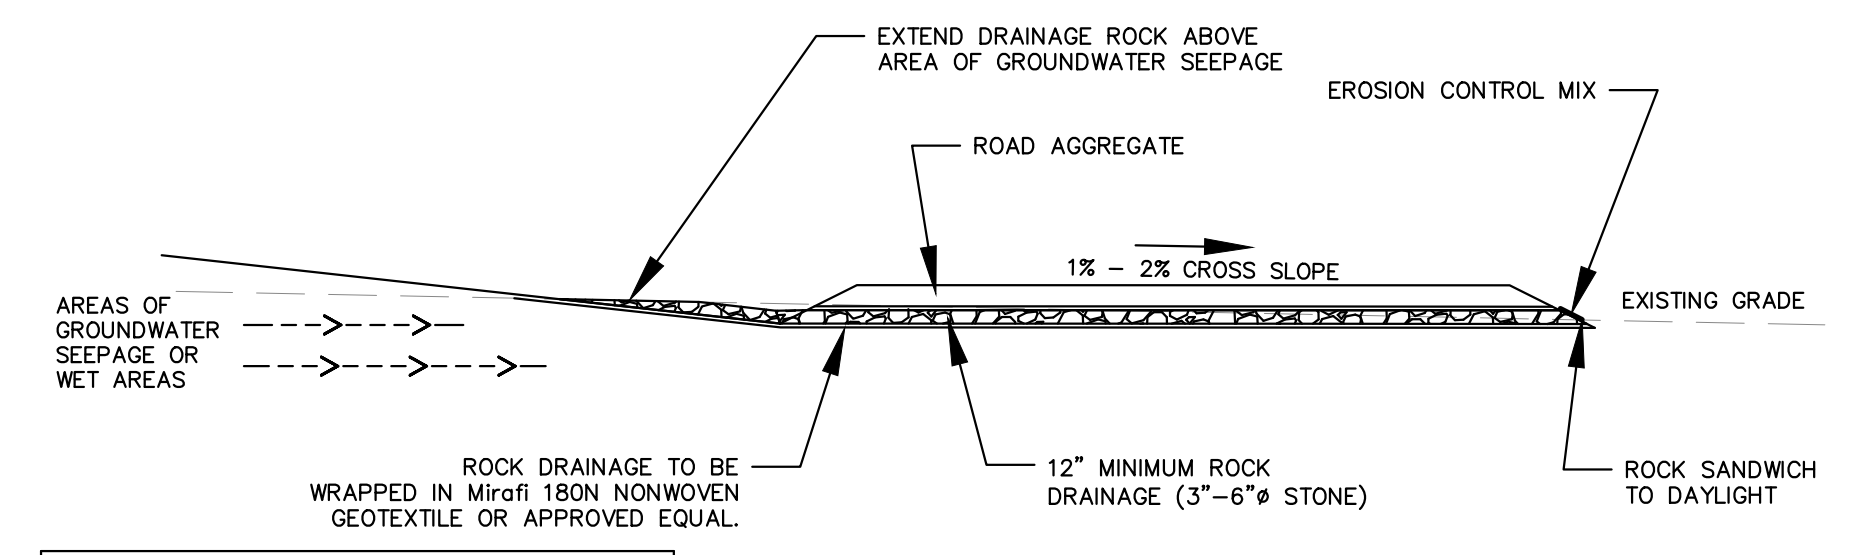 EXTEND DRAINAGE ROCK ABOVE
AREA OF GROUNDWATER SEEPAGE
EROSION CONTROL MIX
ROAD AGGREGATE
1% - 2% CROSS SLOPE
EXISTING GRADE
AREAS OF
GROUNDWATER
SEEPAGE OR
WET AREAS
ROCK DRAINAGE TO BE
WRAPPED IN Mirafi 180N NONWOVEN
GEOTEXTILE OR APPROVED EQUAL.
12" MINIMUM ROCK
DRAINAGE (3"-6"ø STONE)
ROCK SANDWICH
TO DAYLIGHT